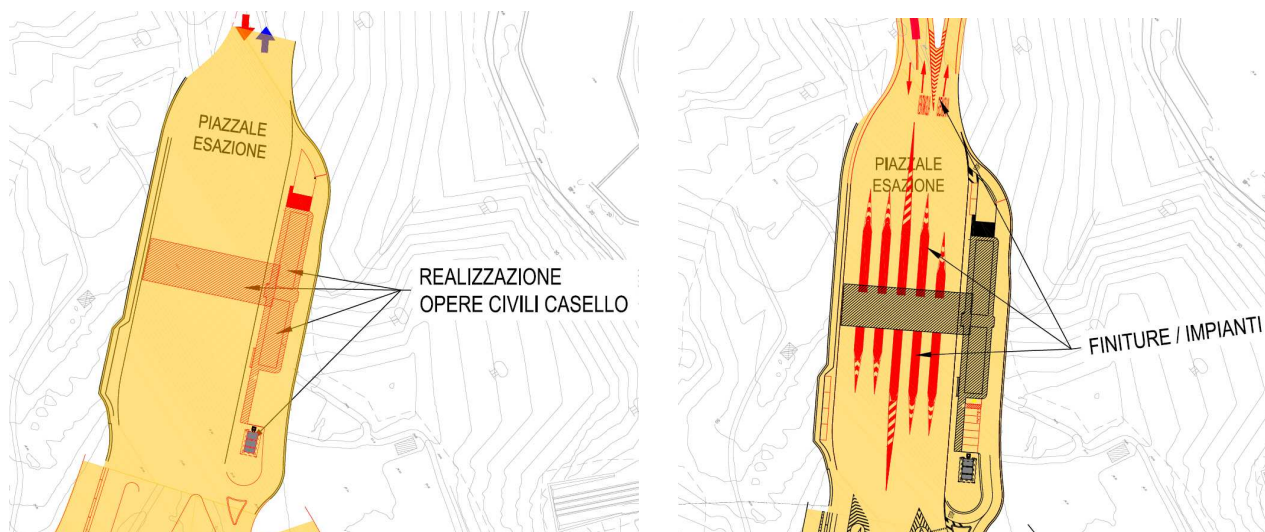 PIAZZALE
ESAZIONE
REALIZZAZIONE
OPERE CIVILI CASELLO
PIAZZALE
ESAZIONE
FINITURE / IMPIANTI